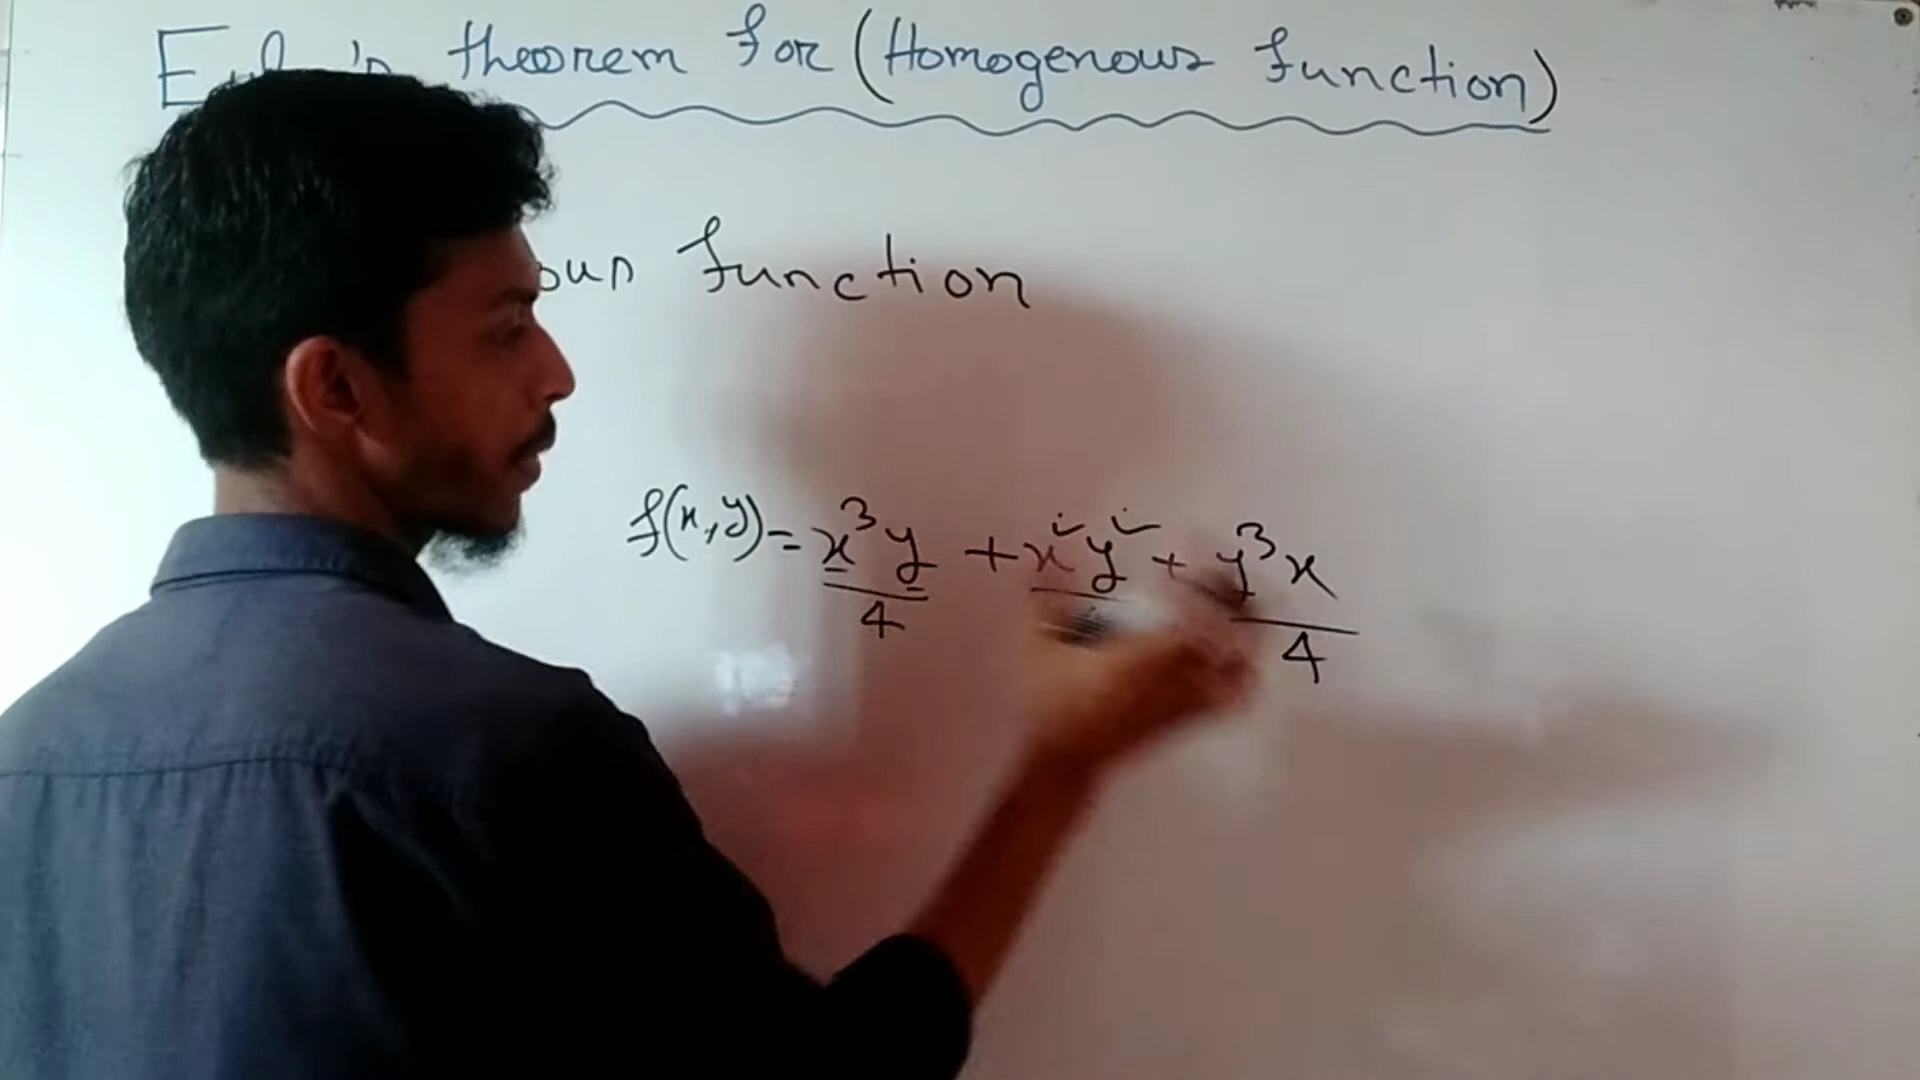 theorem for (Homogenous function)
ous function
f(x,y) = x³y + x²y² + y³x
4 4